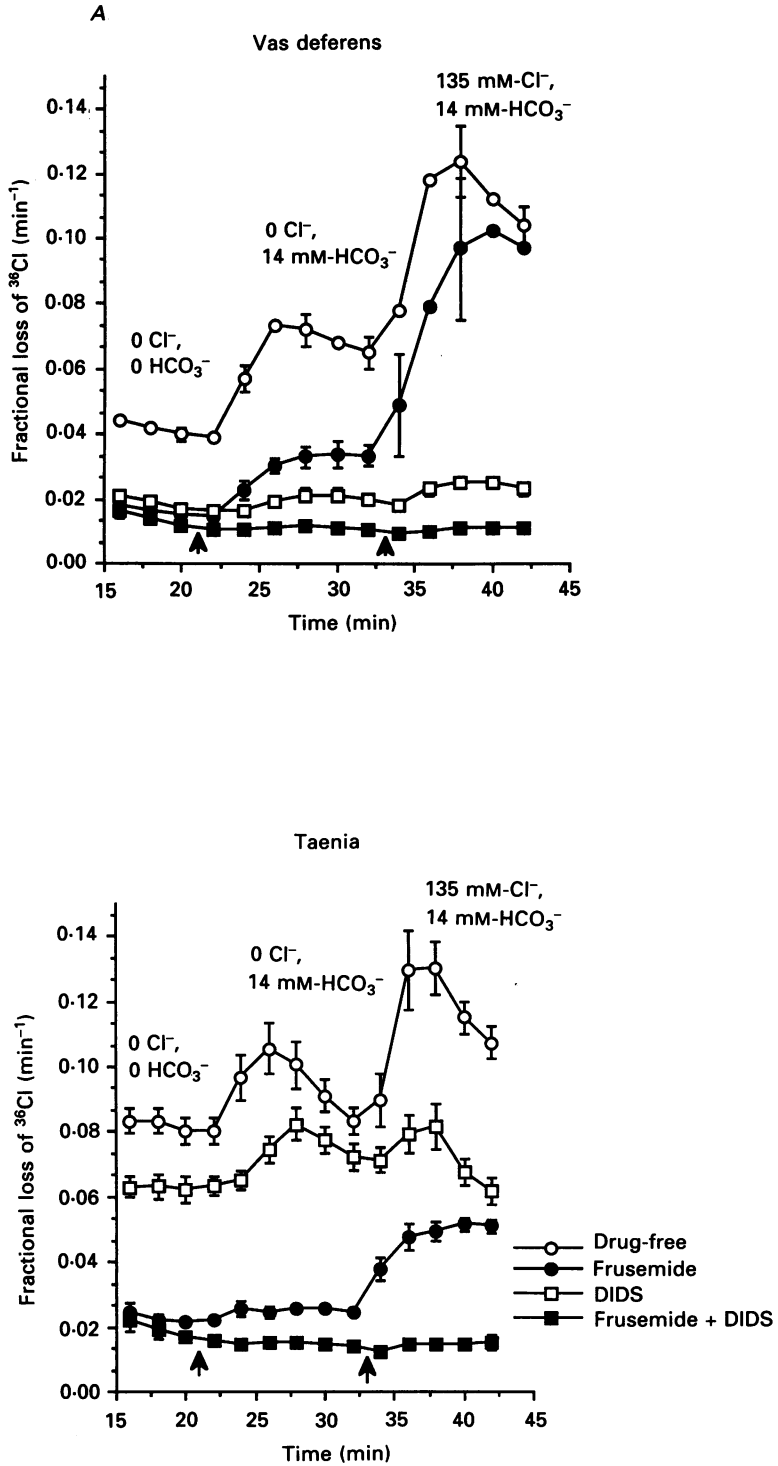 A
Vas deferens
135 mM-Cl⁻,
14 mM-HCO₃⁻
0 Cl⁻,
14 mM-HCO₃⁻
0 Cl⁻,
0 HCO₃⁻
Fractional loss of ³⁶Cl (min⁻¹)
0·14
0·12
0·10
0·08
0·06
0·04
0·02
0·00
15 20 25 30 35 40 45
Time (min)
Taenia
135 mM-Cl⁻,
14 mM-HCO₃⁻
0 Cl⁻,
14 mM-HCO₃⁻
0 Cl⁻,
0 HCO₃⁻
Fractional loss of ³⁶Cl (min⁻¹)
0·14
0·12
0·10
0·08
0·06
0·04
0·02
0·00
Drug-free
Frusemide
DIDS
Frusemide + DIDS
15 20 25 30 35 40 45
Time (min)